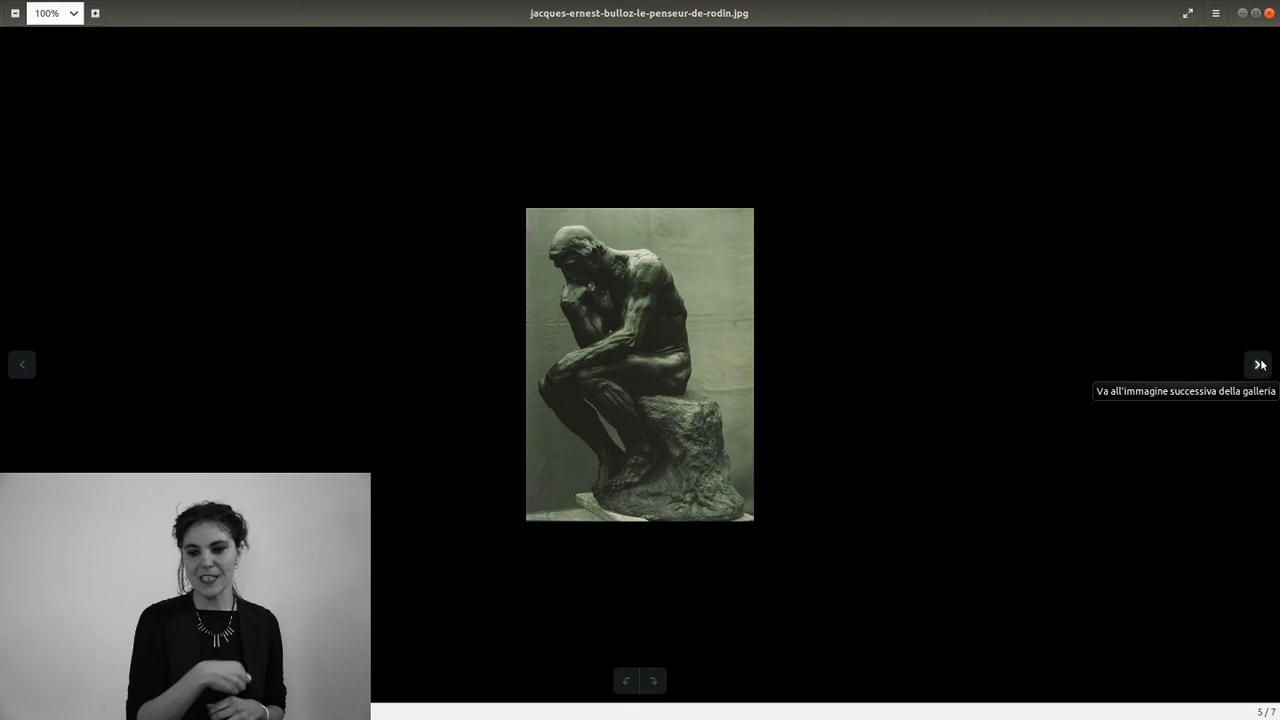 100%
jacques-ernest-bulloz-le-penseur-de-rodin.jpg
Va all'immagine successiva della galleria
5 / 7